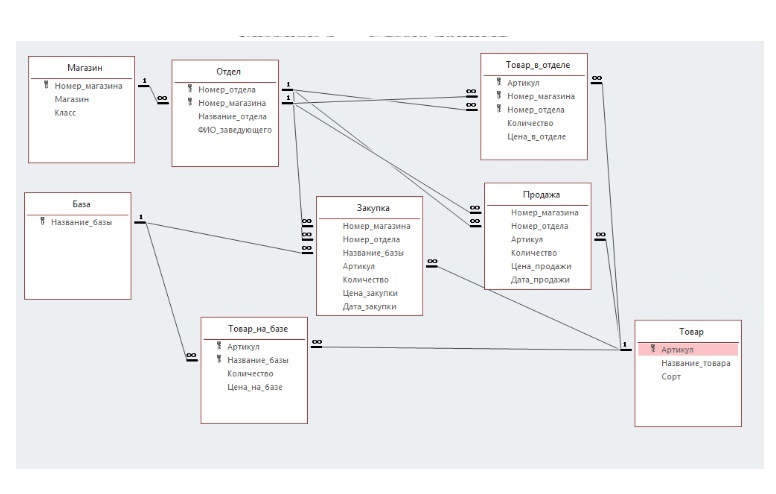 Магазин
Номер_магазина
Магазин
Класс
Отдел
Номер_отдела
Номер_магазина
Название_отдела
ФИО_заведующего
Товар_в_отделе
Артикул
Номер_магазина
Номер_отдела
Количество
Цена_в_отделе
База
Название_базы
Закупка
Номер_магазина
Номер_отдела
Название_базы
Артикул
Количество
Цена_закупки
Дата_закупки
Продажа
Номер_магазина
Номер_отдела
Артикул
Количество
Цена_продажи
Дата_продажи
Товар_на_базе
Артикул
Название_базы
Количество
Цена_на_базе
Товар
Артикул
Название_товара
Сорт
1
∞
1
1
∞
∞
∞
1
∞
∞
∞
∞
∞
∞
∞
∞
∞
1